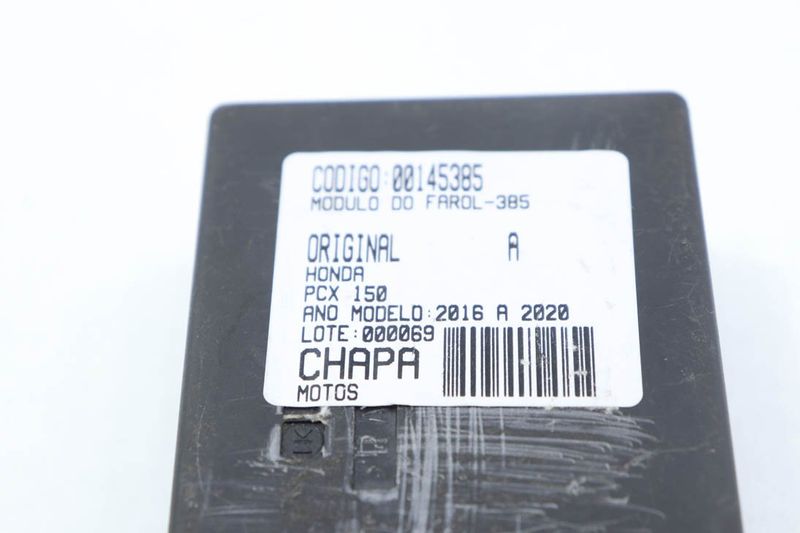 CODIGO:00145385
MODULO DO FAROL-385
ORIGINAL A
HONDA
PCX 150
ANO MODELO:2016 A 2020
LOTE:000069
CHAPA
MOTOS